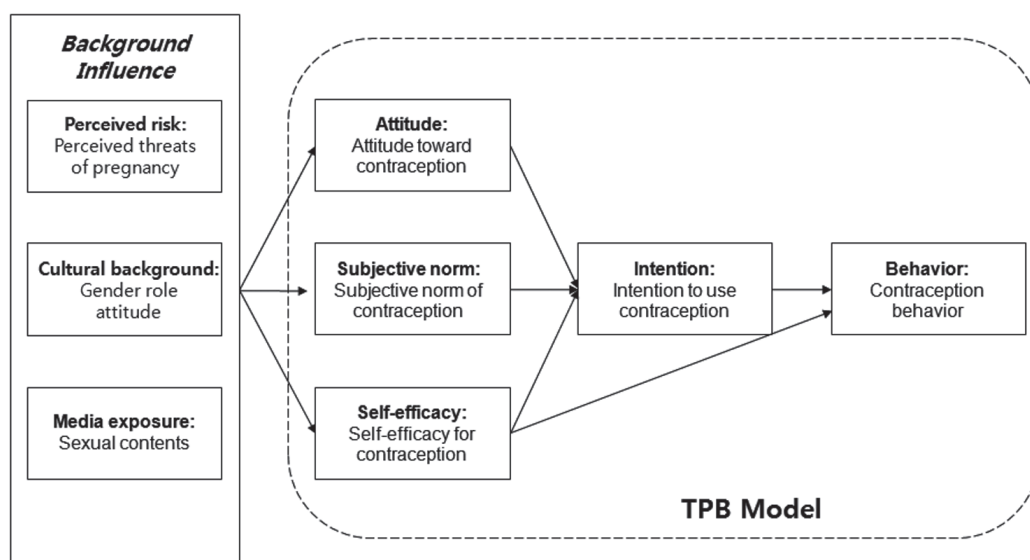 Background
Influence
Perceived risk:
Perceived threats
of pregnancy
Cultural background:
Gender role
attitude
Media exposure:
Sexual contents
Attitude:
Attitude toward
contraception
Subjective norm:
Subjective norm of
contraception
Self-efficacy:
Self-efficacy for
contraception
Intention:
Intention to use
contraception
Behavior:
Contraception
behavior
TPB Model